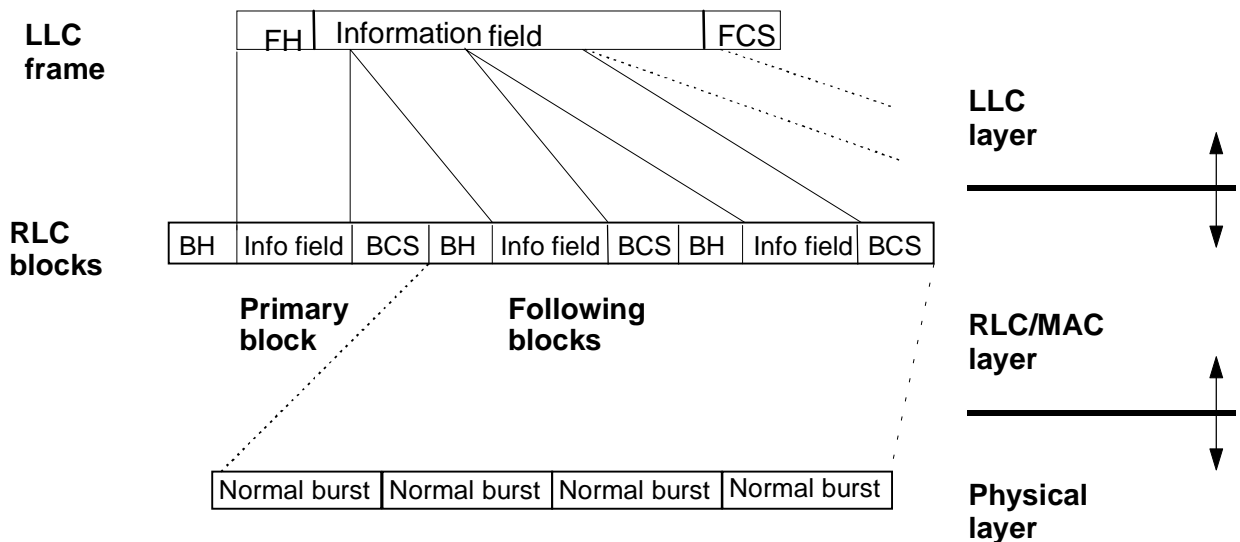 LLC
frame
FH Information field FCS
LLC
layer
RLC
blocks
BH Info field BCS BH Info field BCS BH Info field BCS
Primary
block
Following
blocks
RLC/MAC
layer
Normal burst Normal burst Normal burst Normal burst
Physical
layer